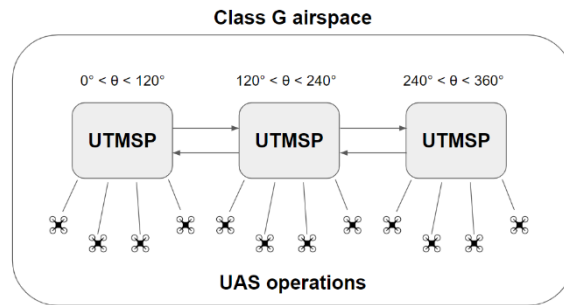 Class G airspace
0° < θ < 120°
120° < θ < 240°
240° < θ < 360°
UTMSP
UTMSP
UTMSP
UAS operations